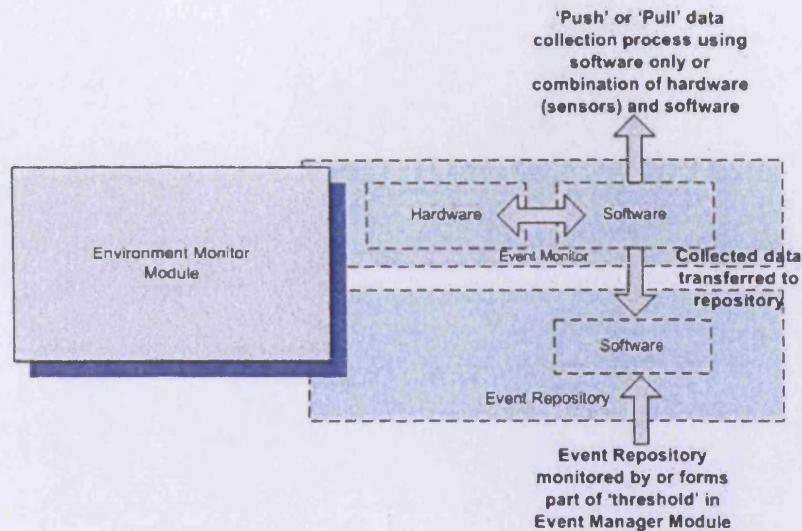 ‘Push’ or ‘Pull’ data
collection process using
software only or
combination of hardware
(sensors) and software
Environment Monitor
Module
Hardware
Software
Event Monitor
Collected data
transferred to
repository
Software
Event Repository
Event Repository
monitored by or forms
part of ‘threshold’ in
Event Manager Module